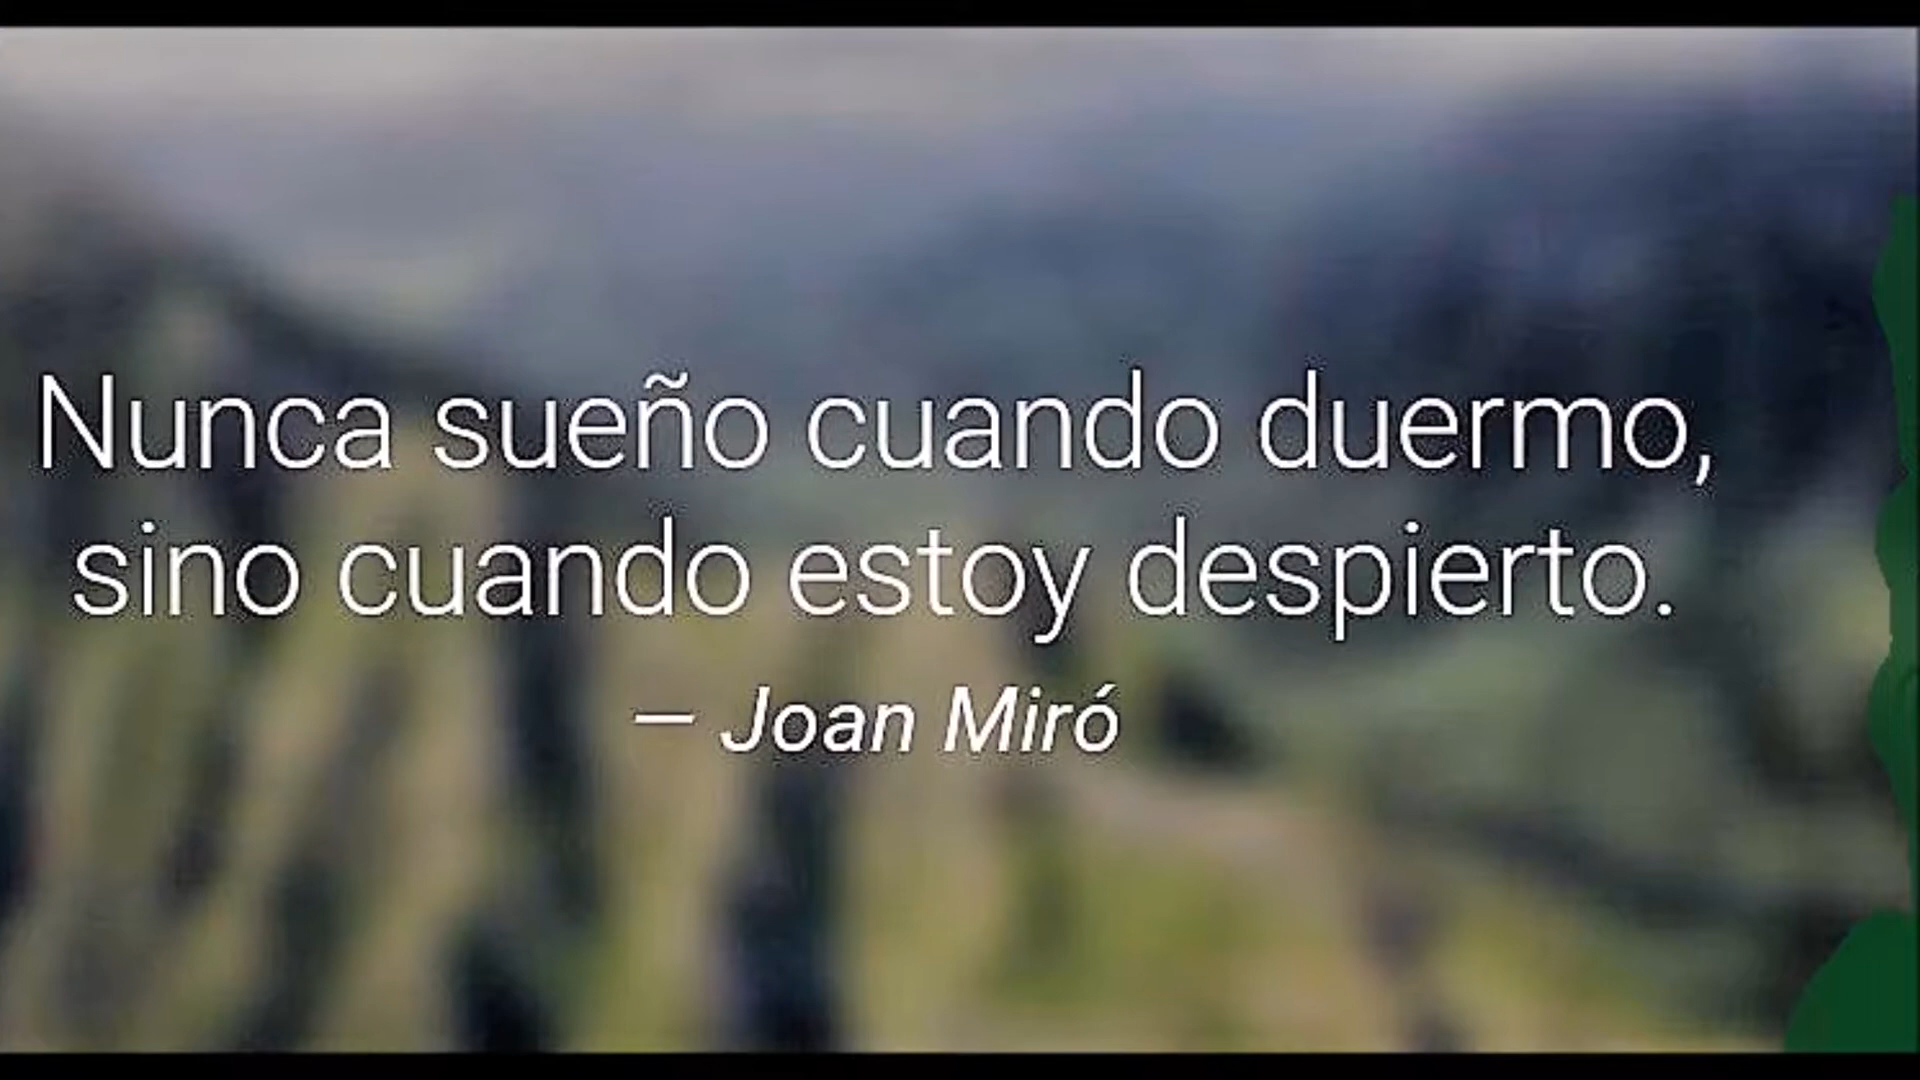 Nunca sueño cuando duermo,
sino cuando estoy despierto.
— Joan Miró